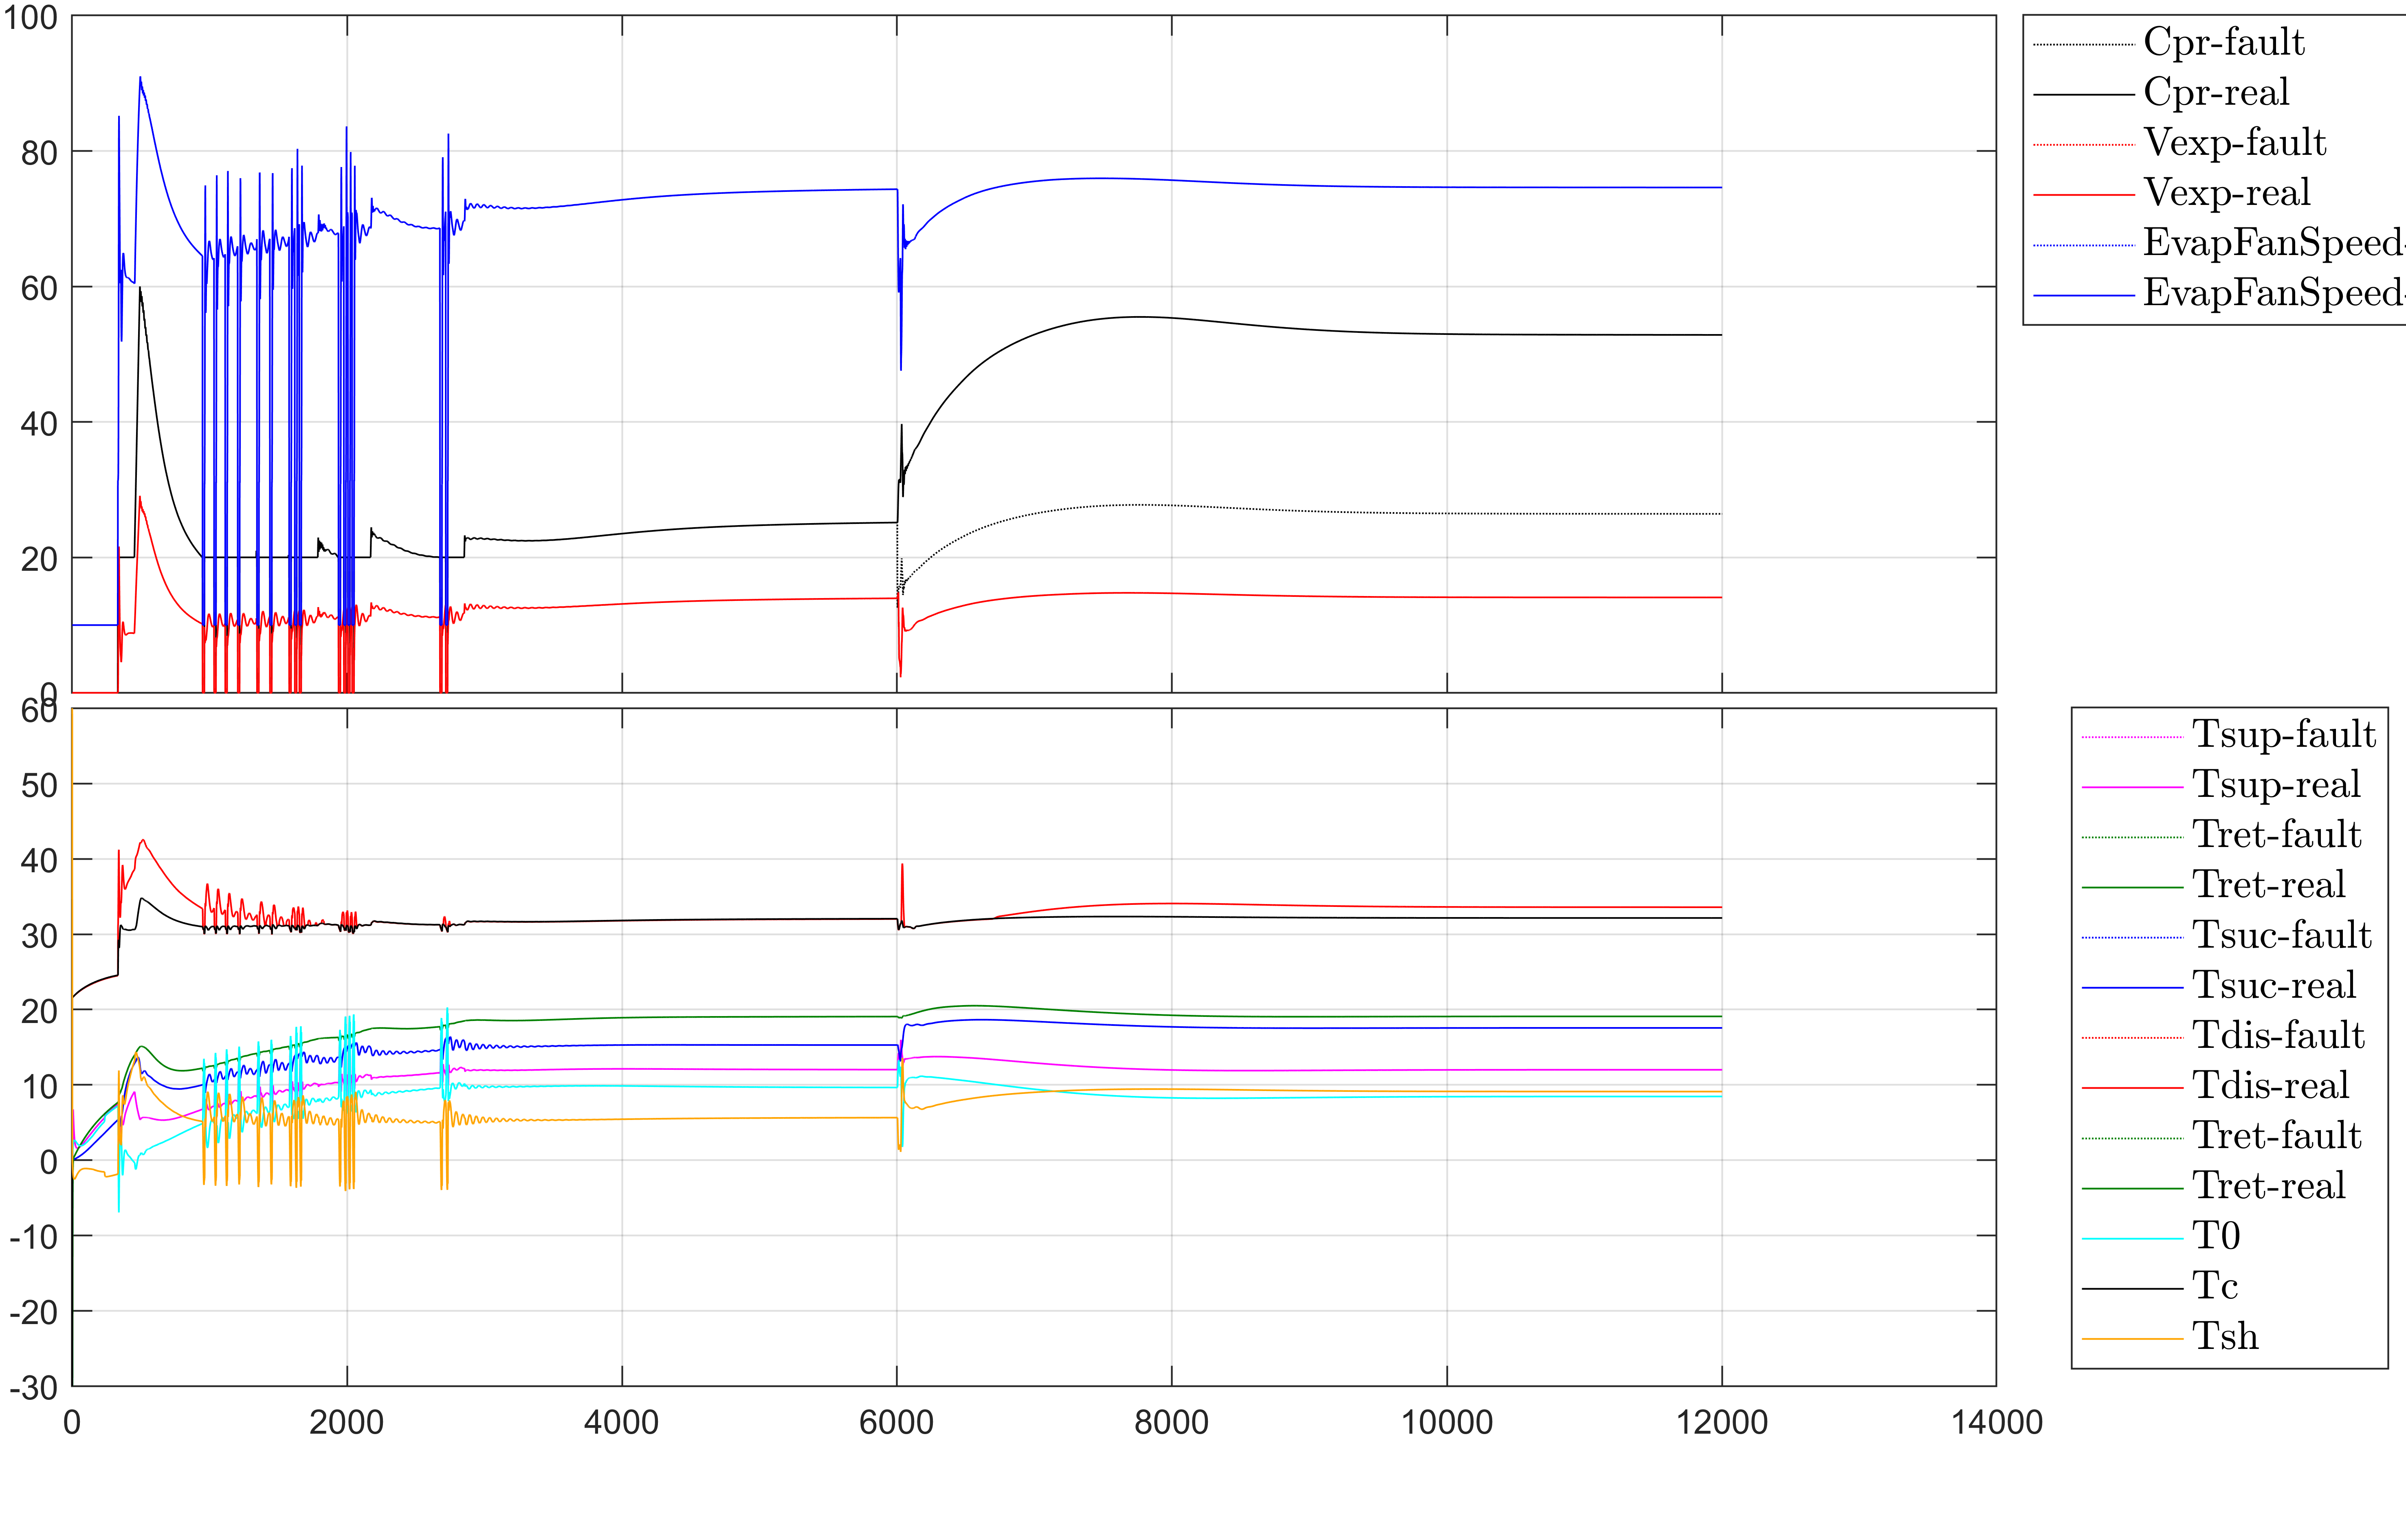 100
80
60
40
20
0
Cpr-fault
Cpr-real
Vexp-fault
Vexp-real
EvapFanSpeed-
EvapFanSpeed-
60
50
40
30
20
10
0
-10
-20
-30
0 2000 4000 6000 8000 10000 12000 14000
Tsup-fault
Tsup-real
Tret-fault
Tret-real
Tsuc-fault
Tsuc-real
Tdis-fault
Tdis-real
Tret-fault
Tret-real
T0
Tc
Tsh